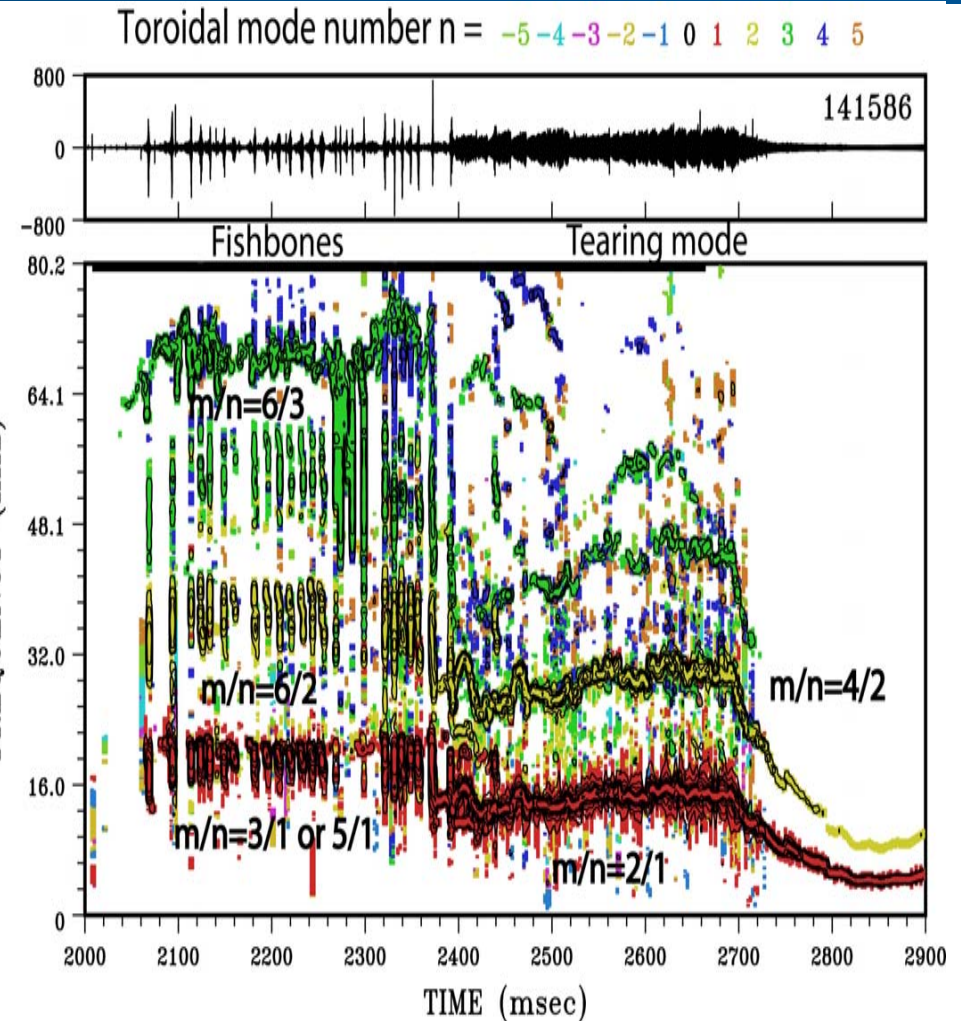 Toroidal mode number n = -5 -4 -3 -2 -1 0 1 2 3 4 5
800
141586
0
-800
Fishbones Tearing mode
80.2
64.1
m/n=6/3
48.1
32.0
m/n=6/2 m/n=4/2
16.0
m/n=3/1 or 5/1
m/n=2/1
0
2000 2100 2200 2300 2400 2500 2600 2700 2800 2900
TIME (msec)